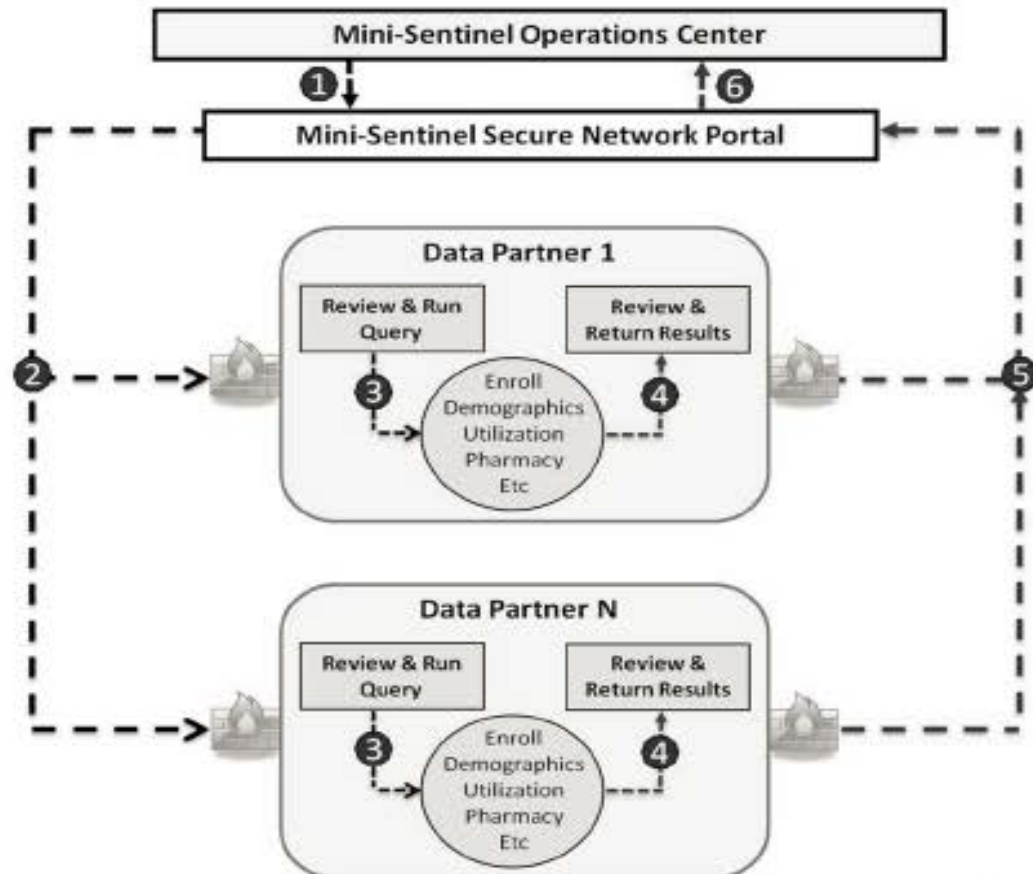 Mini-Sentinel Operations Center
1
6
Mini-Sentinel Secure Network Portal
Data Partner 1
Review & Run
Query
Review &
Return Results
2
3
Enroll
Demographics
Utilization
Pharmacy
Etc
4
5
Data Partner N
Review & Run
Query
Review &
Return Results
3
Enroll
Demographics
Utilization
Pharmacy
Etc
4